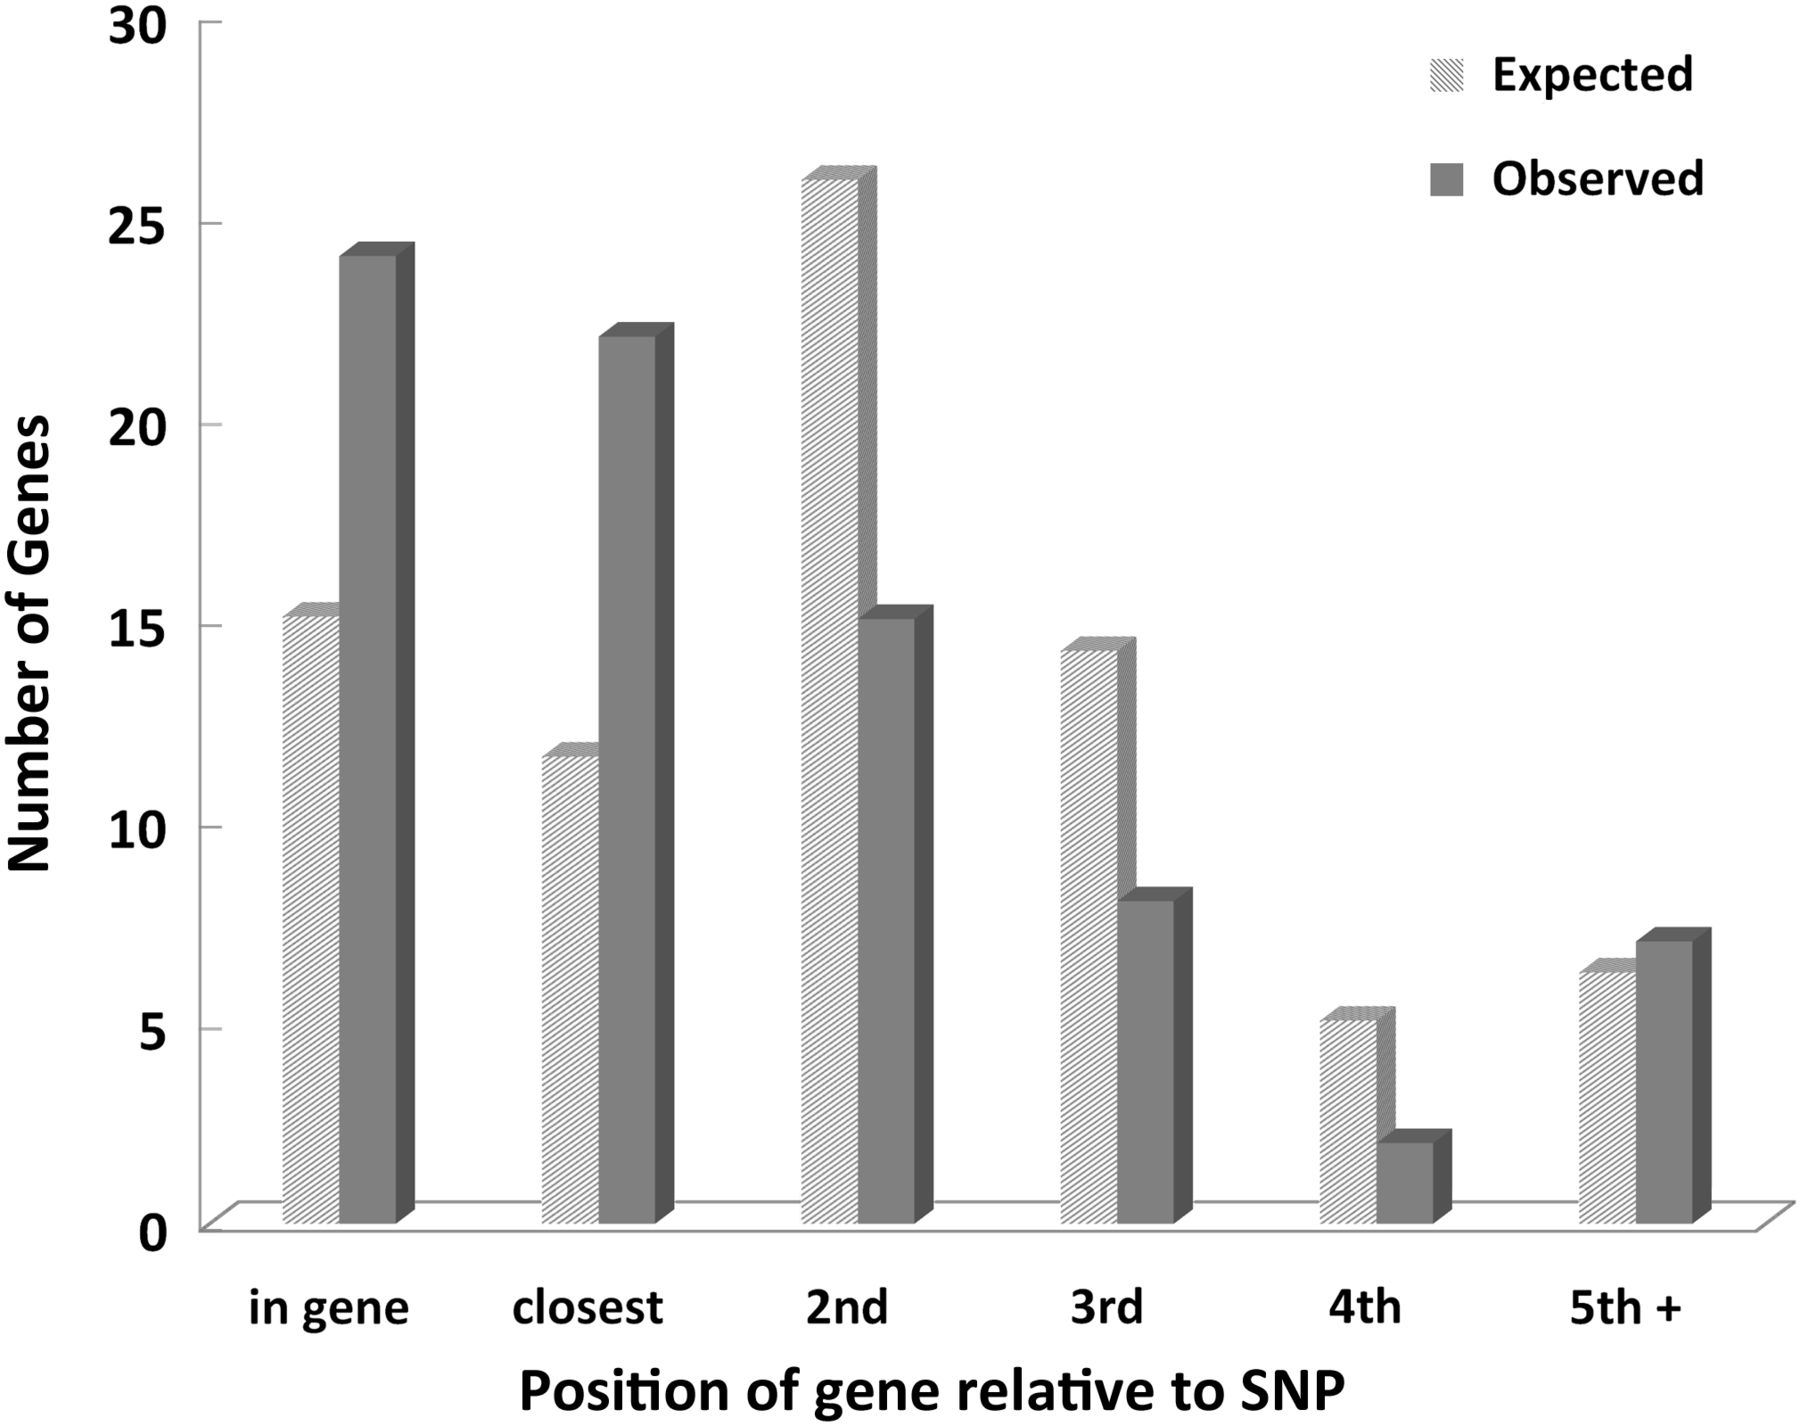 30
25
20
15
10
5
0
Number of Genes
Expected
Observed
in gene closest 2nd 3rd 4th 5th +
Position of gene relative to SNP